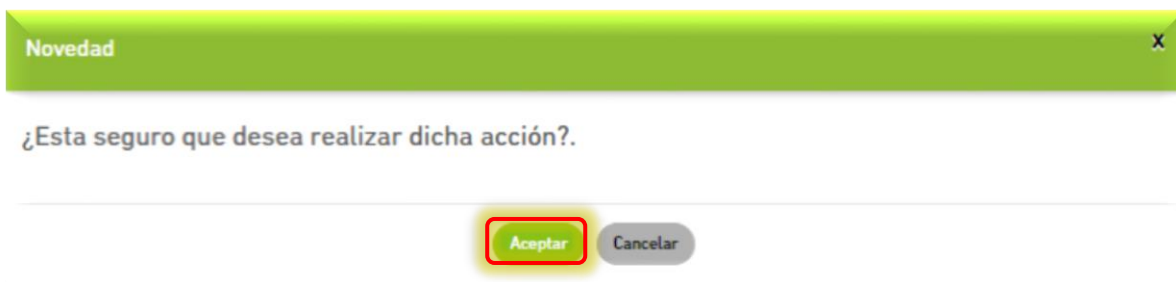 Novedad
x
¿Esta seguro que desea realizar dicha acción?.
Aceptar
Cancelar